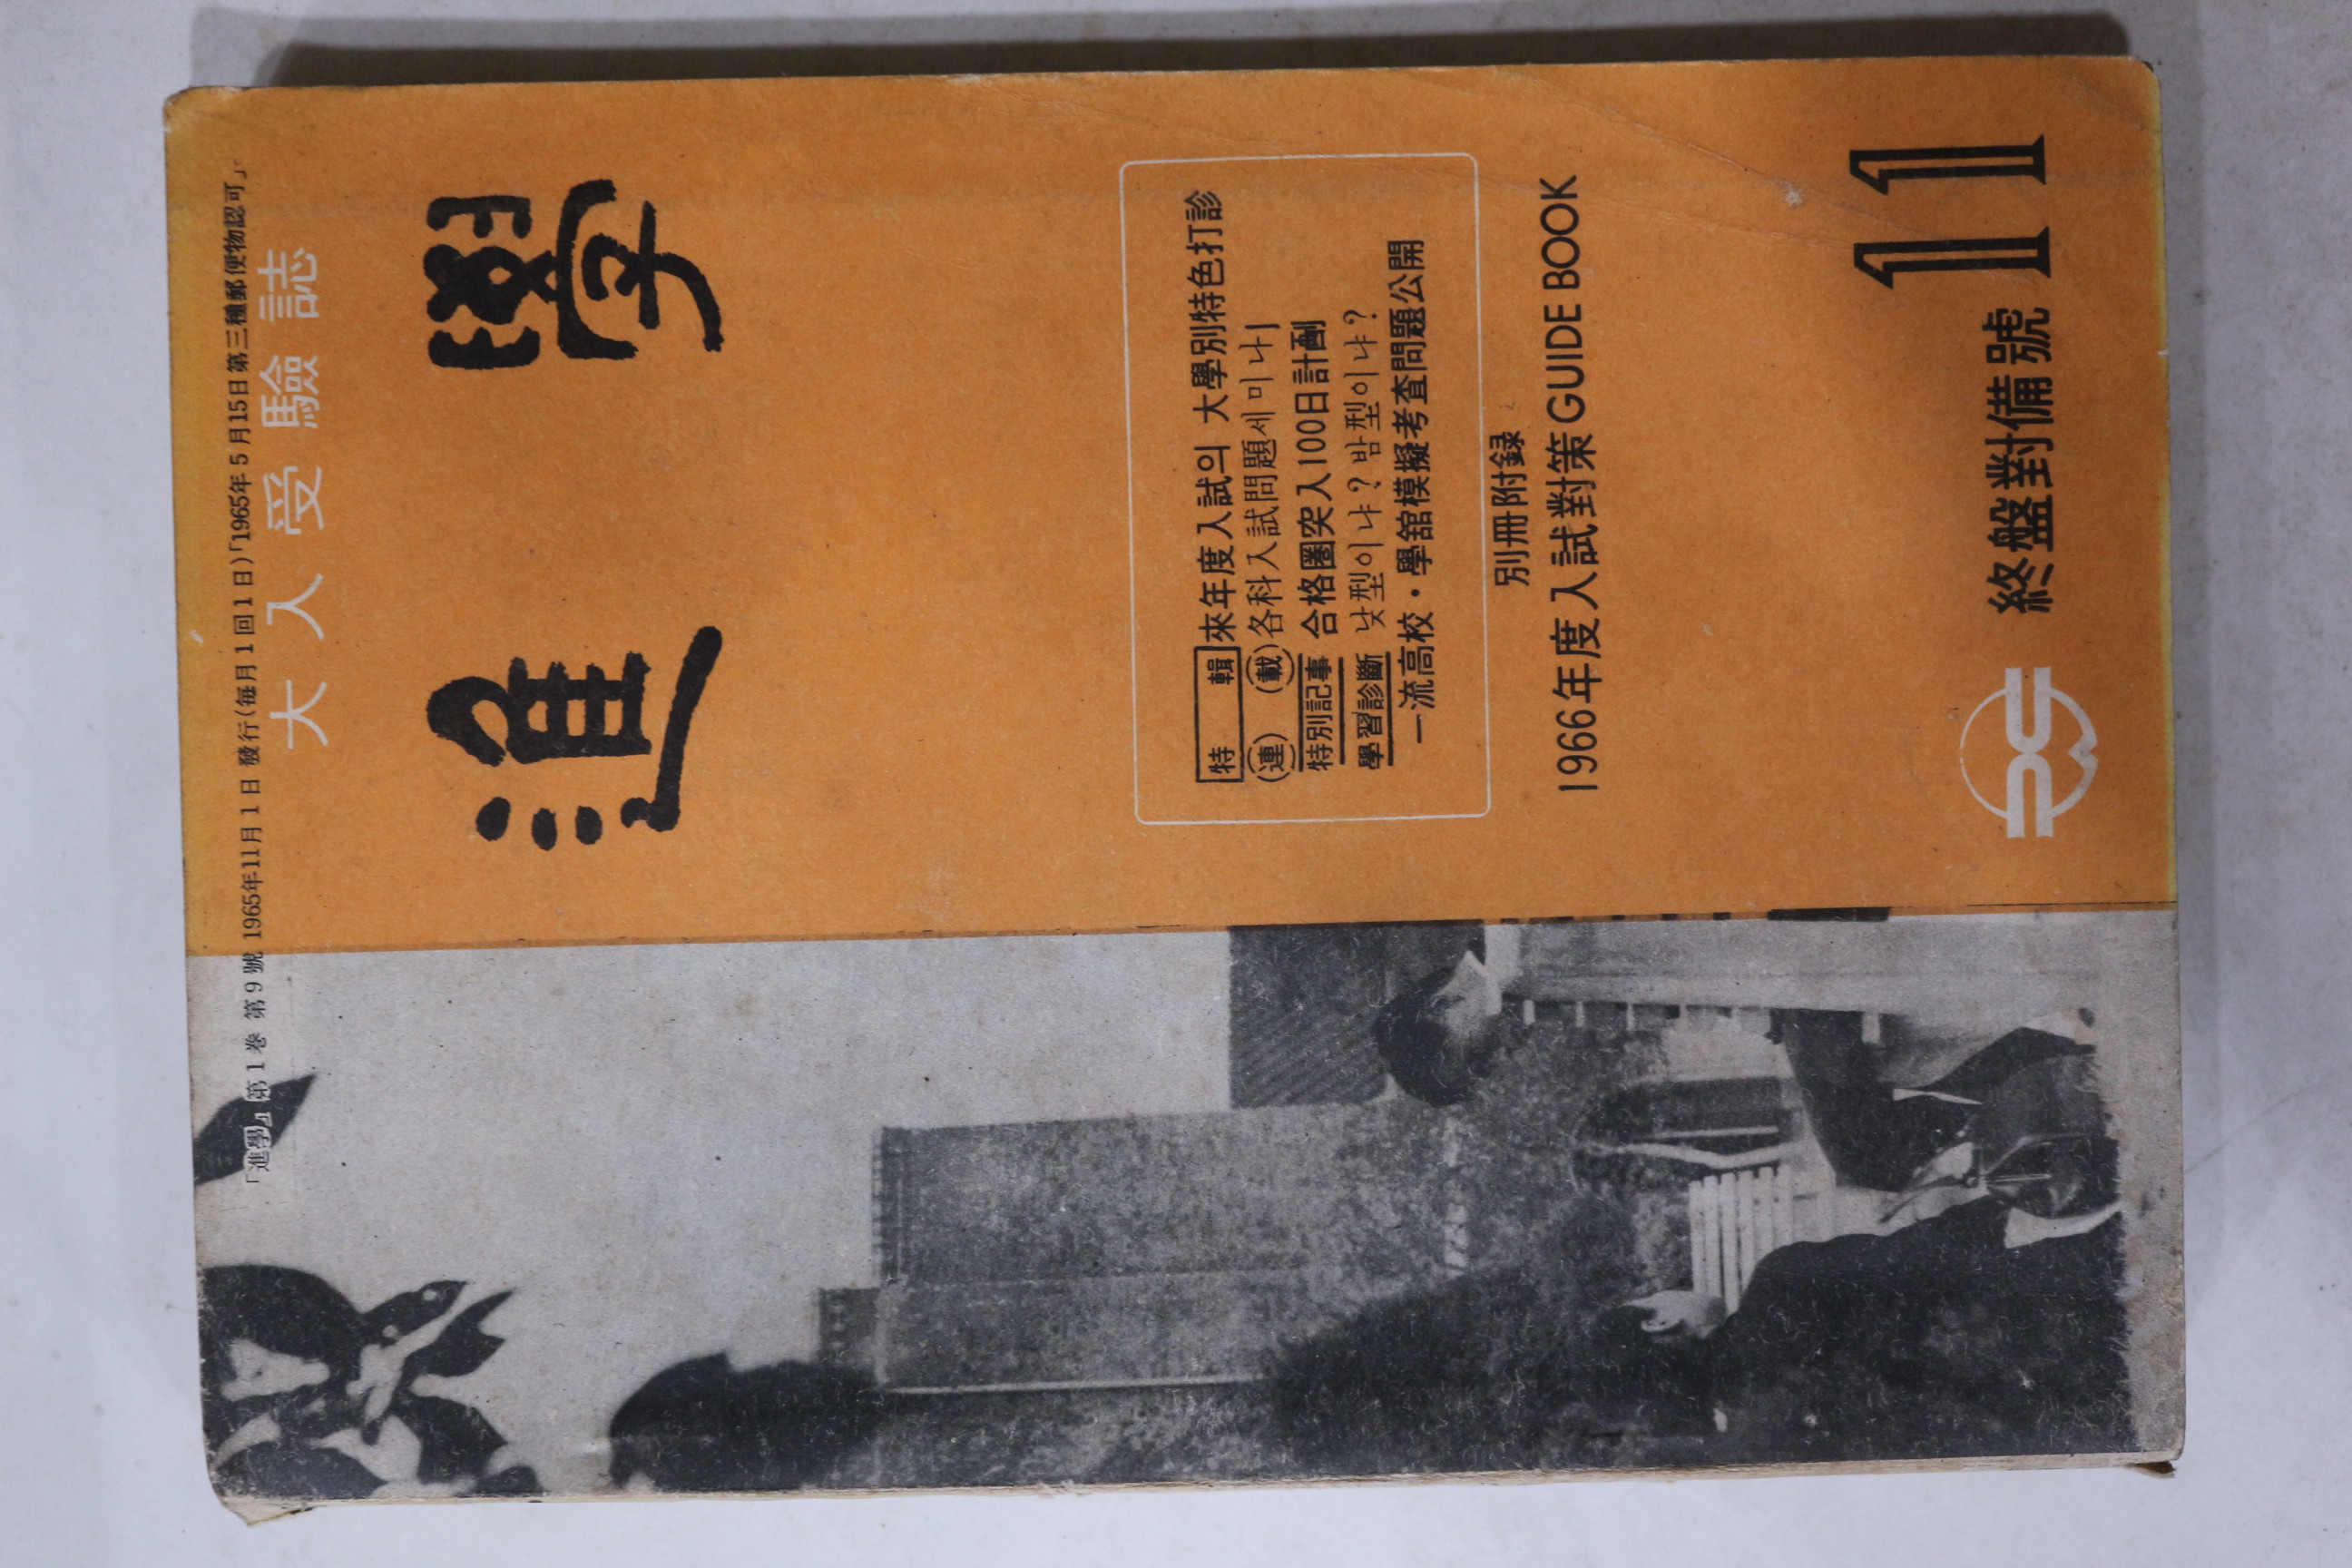 「進學」第1卷 第9號 1965年11月1日 發行(每月1回1日)「1965年5月15日第三種郵便物認可」
大入受驗誌
進學
特輯 來年度入試의 大學別特色打診
(連)(載) 各科入試問題세미나
特別記事 合格圈突入100日計劃
學習診斷 낮型이냐? 밤型이냐?
一流高校・學舘模擬考査問題公開
別冊附錄
1966年度入試對策GUIDE BOOK
終盤對備號 11